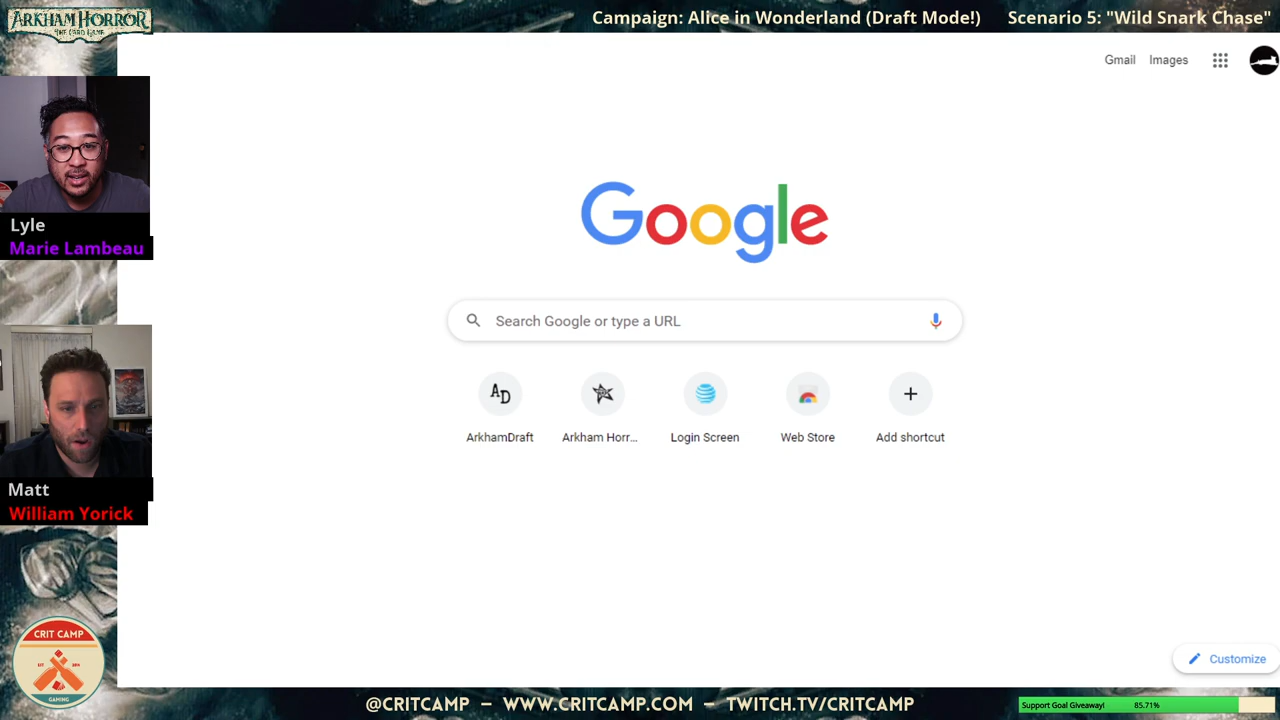 ARKHAM HORROR
THE CARD GAME
Campaign: Alice in Wonderland (Draft Mode!)
Scenario 5: "Wild Snark Chase"
Gmail
Images
Lyle
Marie Lambeau
Google
Search Google or type a URL
AD
ArkhamDraft
Arkham Horr...
Login Screen
Web Store
Add shortcut
Matt
William Yorick
CRIT CAMP
GAMING
Customize
@CRITCAMP – WWW.CRITCAMP.COM – TWITCH.TV/CRITCAMP
Support Goal Giveaway! 85.71%